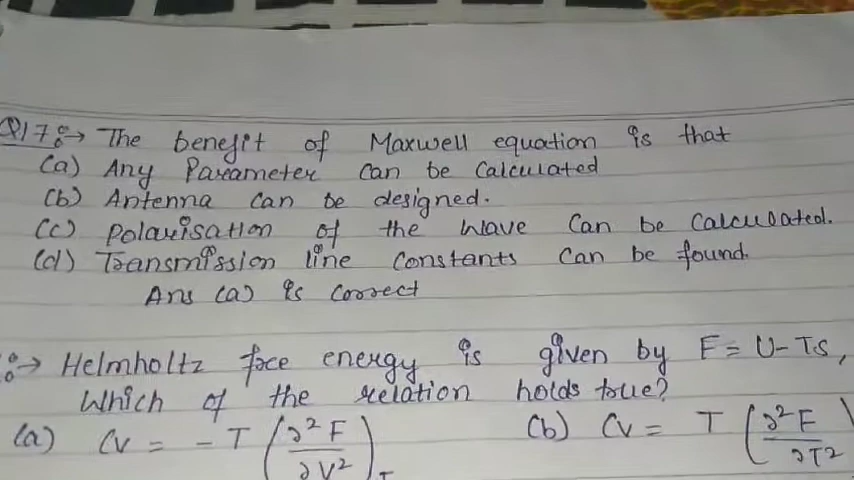 Q17 :→ The benefit of Maxwell equation is that
(a) Any Parameter can be Calculated
(b) Antenna can be designed.
(c) Polarisation of the Wave Can be Calculated.
(d) Transmission line Constants Can be found.
Ans (a) is Correct
:→ Helmholtz free energy is given by F = U - TS,
Which of the relation holds true?
(a) Cv = - T (∂²F/∂V²)T (b) Cv = T (∂²F/∂T²)